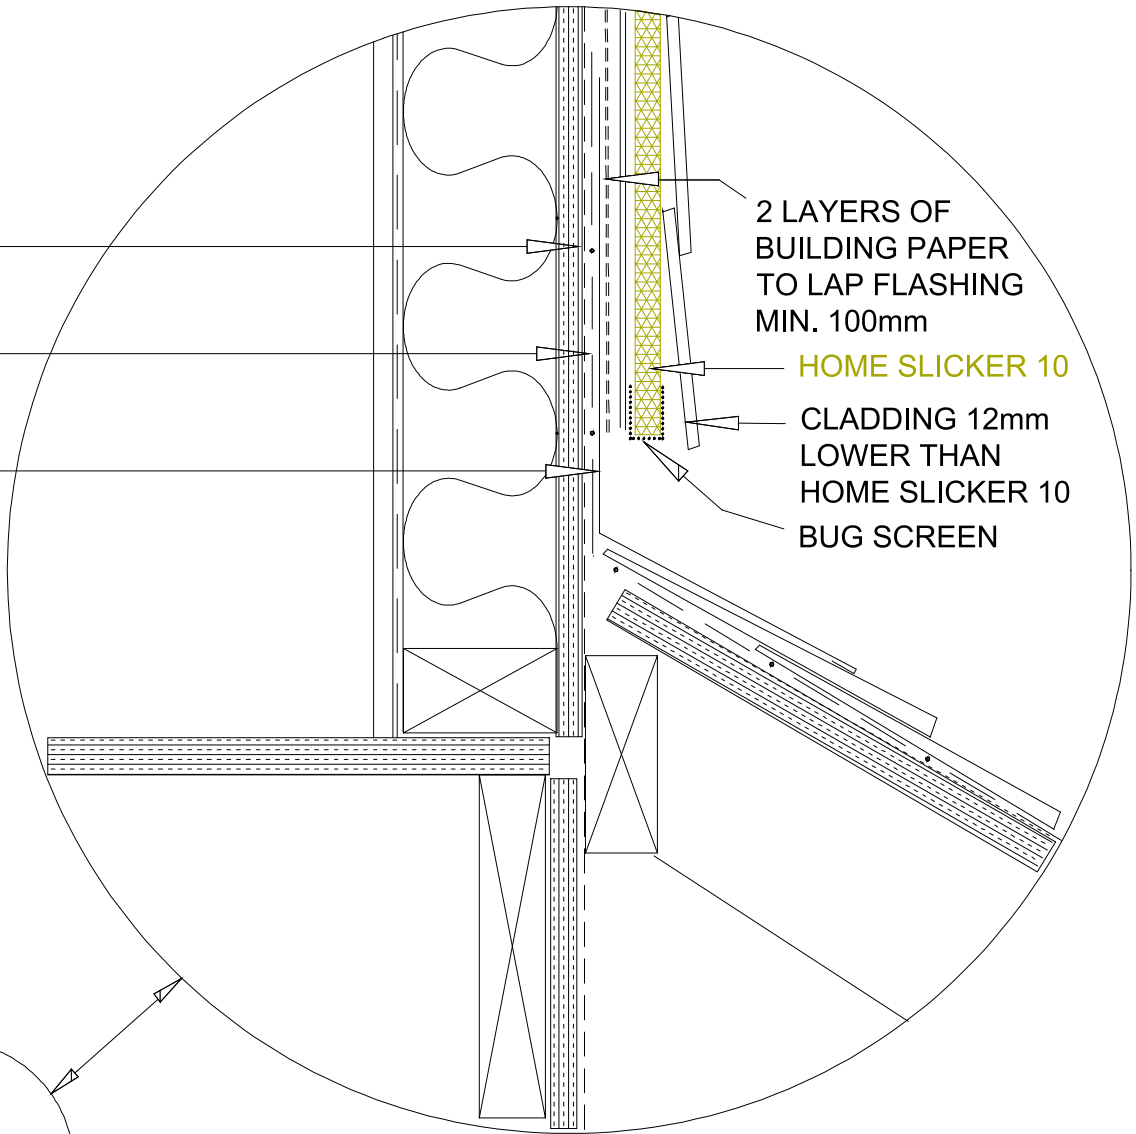 2 LAYERS OF
BUILDING PAPER
TO LAP FLASHING
MIN. 100mm
HOME SLICKER 10
CLADDING 12mm
LOWER THAN
HOME SLICKER 10
BUG SCREEN